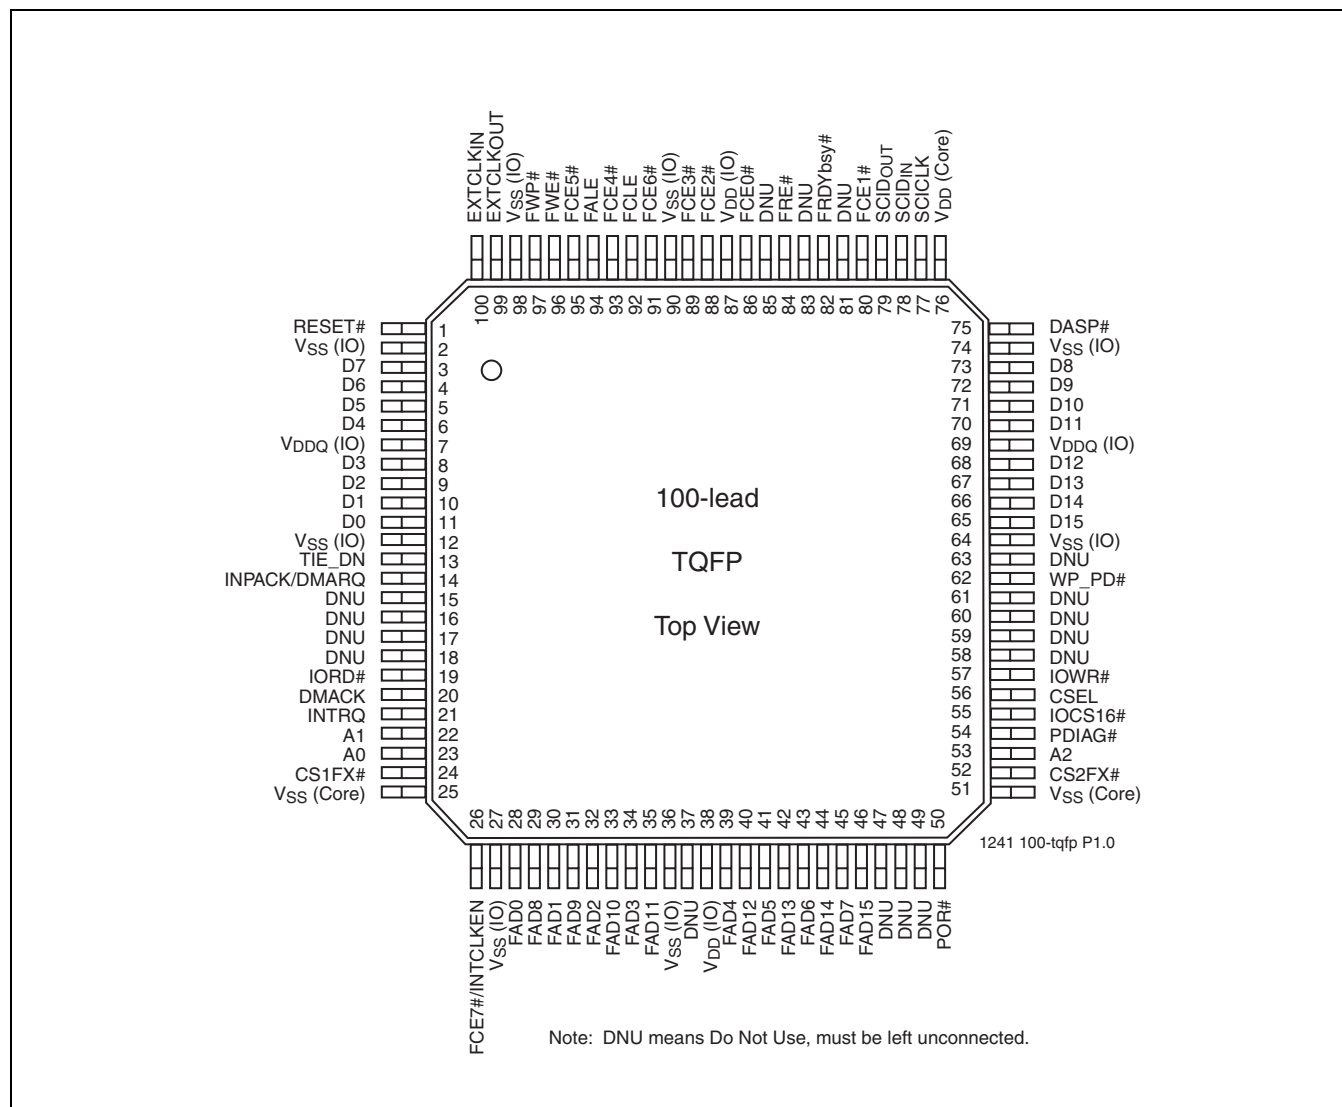 EXTCLKIN
EXTCLKOUT
VSS (IO)
FWP#
FWE#
FCE5#
FALE
FCE4#
FCLE
FCE6#
VSS (IO)
FCE3#
FCE2#
VDD (IO)
FCE0#
DNU
FRE#
DNU
FRDYbsy#
DNU
FCE1#
SCIDOUT
SCIDIN
SCICLK
VDD (Core)
100 99 98 97 96 95 94 93 92 91 90 89 88 87 86 85 84 83 82 81 80 79 78 77 76
RESET# 1
VSS (IO) 2
D7 3
D6 4
D5 5
D4 6
VDDQ (IO) 7
D3 8
D2 9
D1 10
D0 11
VSS (IO) 12
TIE_DN 13
INPACK/DMARQ 14
DNU 15
DNU 16
DNU 17
DNU 18
IORD# 19
DMACK 20
INTRQ 21
A1 22
A0 23
CS1FX# 24
VSS (Core) 25
100-lead
TQFP
Top View
75 DASP#
74 VSS (IO)
73 D8
72 D9
71 D10
70 D11
69 VDDQ (IO)
68 D12
67 D13
66 D14
65 D15
64 VSS (IO)
63 DNU
62 WP_PD#
61 DNU
60 DNU
59 DNU
58 DNU
57 IOWR#
56 CSEL
55 IOCS16#
54 PDIAG#
53 A2
52 CS2FX#
51 VSS (Core)
26 27 28 29 30 31 32 33 34 35 36 37 38 39 40 41 42 43 44 45 46 47 48 49 50
1241 100-tqfp P1.0
FCE7#/INTCLKEN
VSS (IO)
FAD0
FAD8
FAD1
FAD9
FAD2
FAD10
FAD3
FAD11
VSS (IO)
DNU
VDD (IO)
FAD4
FAD12
FAD5
FAD13
FAD6
FAD14
FAD7
FAD15
DNU
DNU
DNU
POR#
Note: DNU means Do Not Use, must be left unconnected.